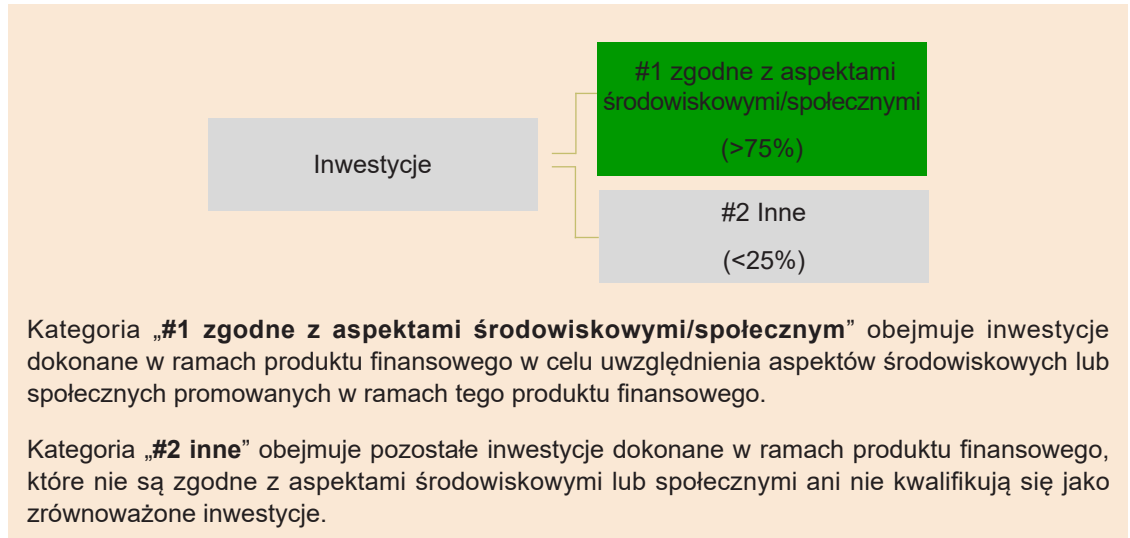 #1 zgodne z aspektami
środowiskowymi/społecznymi
(>75%)
Inwestycje
#2 Inne
(<25%)
Kategoria „#1 zgodne z aspektami środowiskowymi/społecznym” obejmuje inwestycje
dokonane w ramach produktu finansowego w celu uwzględnienia aspektów środowiskowych lub
społecznych promowanych w ramach tego produktu finansowego.
Kategoria „#2 inne” obejmuje pozostałe inwestycje dokonane w ramach produktu finansowego,
które nie są zgodne z aspektami środowiskowymi lub społecznymi ani nie kwalifikują się jako
zrównoważone inwestycje.